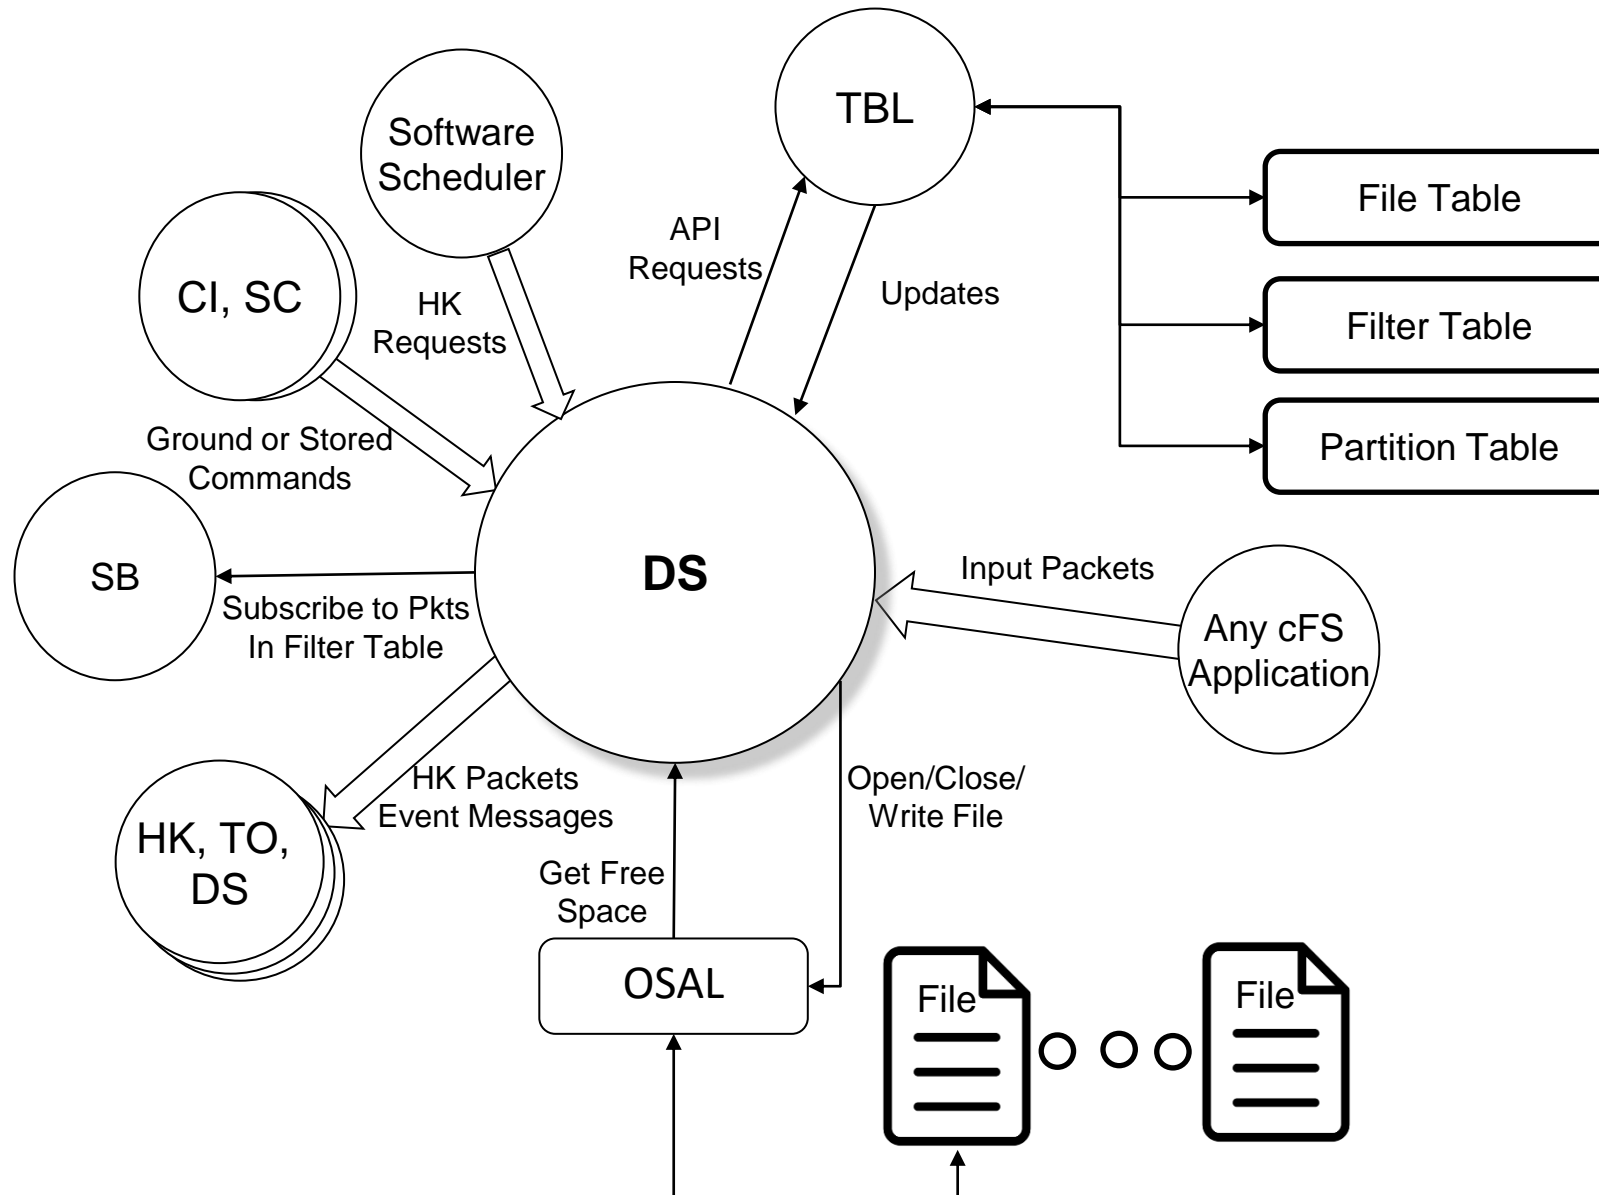 TBL
Software
Scheduler
File Table
API
Requests
CI, SC
Updates
HK
Requests
Filter Table
Ground or Stored
Commands
Partition Table
SB
DS
Input Packets
Subscribe to Pkts
In Filter Table
Any cFS
Application
HK Packets
Event Messages
Open/Close/
Write File
HK, TO,
DS
Get Free
Space
OSAL
File
File